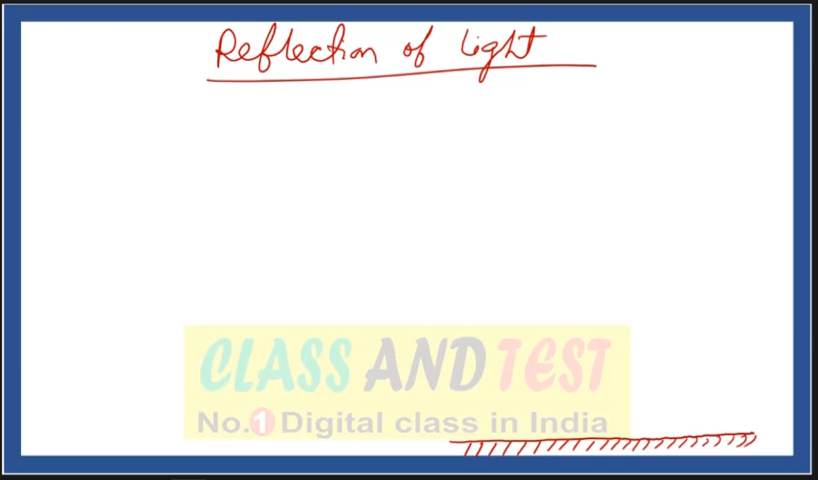 Reflection of Light
CLASS AND TEST
No.1 Digital class in India